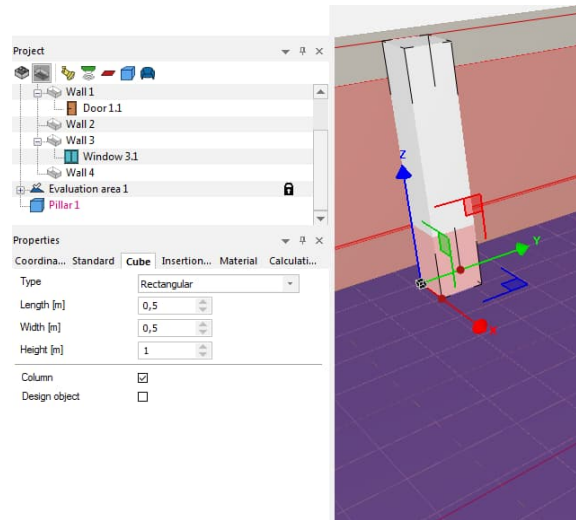 Project
Wall 1
Door 1.1
Wall 2
Wall 3
Window 3.1
Wall 4
Evaluation area 1
Pillar 1
Properties
Coordina... Standard Cube Insertion... Material Calculati...
Type Rectangular
Length [m] 0,5
Width [m] 0,5
Height [m] 1
Column
Design object
Z
Y
X